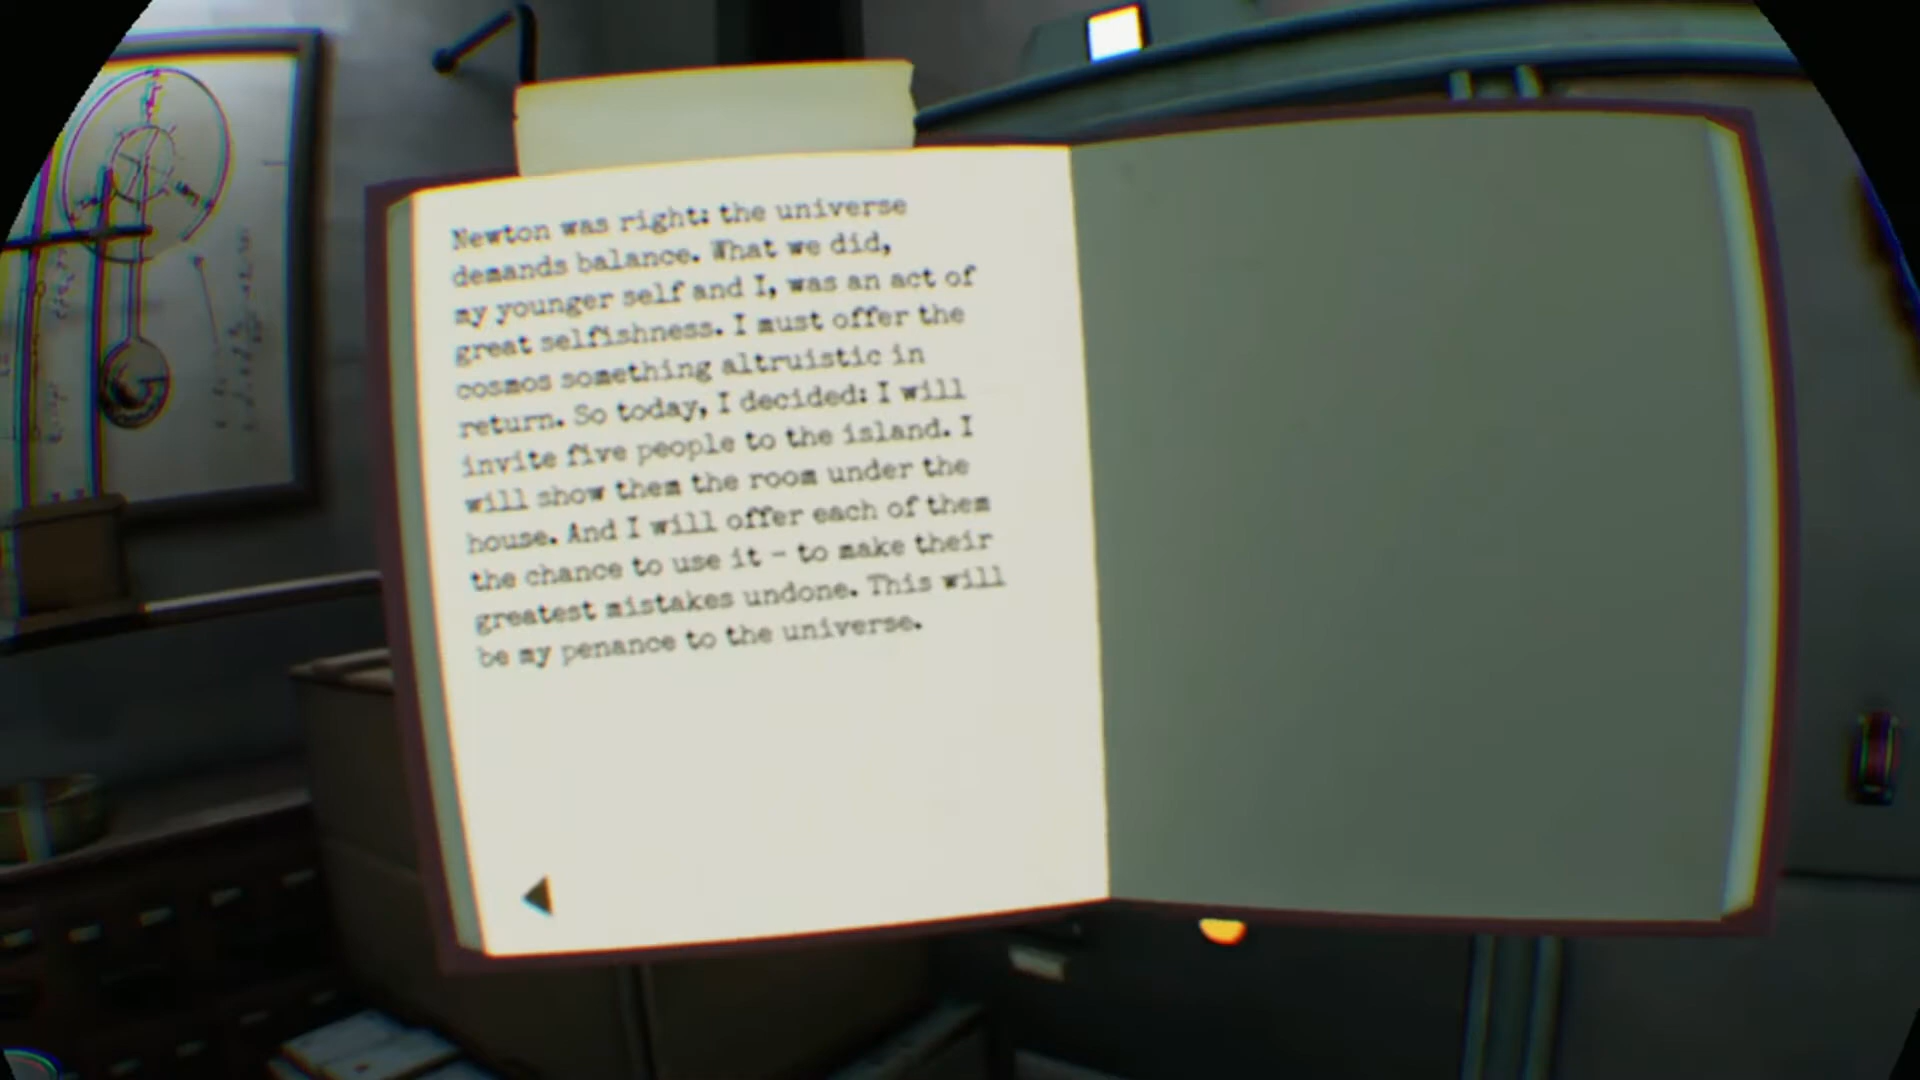 Newton was right: the universe
demands balance. What we did,
my younger self and I, was an act of
great selfishness. I must offer the
cosmos something altruistic in
return. So today, I decided: I will
invite five people to the island. I
will show them the room under the
house. And I will offer each of them
the chance to use it - to make their
greatest mistakes undone. This will
be my penance to the universe.